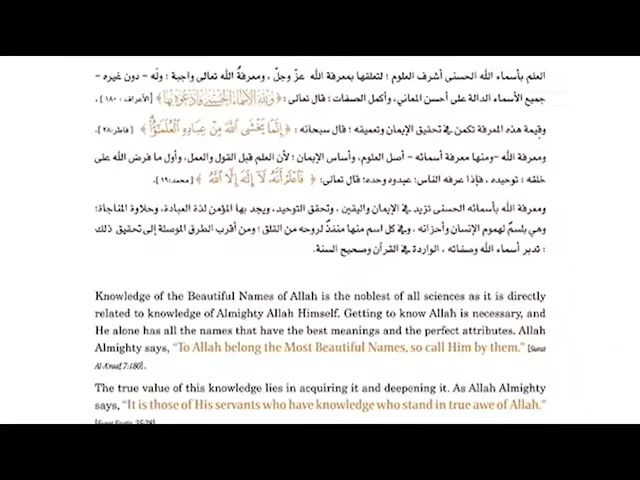 العلم بأسماء الله الحسنى أشرف العلوم ؛ لتعلقها بمعرفة الله عزّ وجلّ ، ومعرفةُ الله تعالى واجبة ؛ وله - دون غيره -
جميع الأسماء الدالة على أحسن المعاني، وأكمل الصفات ؛ قال تعالى : ﴿ وَلِلَّهِ الْأَسْمَاءُ الْحُسْنَىٰ فَادْعُوهُ بِهَا ﴾ [الأعراف : ١٨٠] .
وقيمة هذه المعرفة تكمن في تحقيق الإيمان وتعميقه ؛ قال سبحانه : ﴿ إِنَّمَا يَخْشَى اللَّهَ مِنْ عِبَادِهِ الْعُلَمَٰٓؤُا ﴾ [فاطر:٢٨] .
ومعرفة الله -ومنها معرفة أسمائه - أصل العلوم، وأساس الإيمان ؛ لأن العلم قبل القول والعمل، وأول ما فرض الله على
خلقه : توحيده ، فإذا عرفه الناس؛ عبدوه وحده؛ قال تعالى: ﴿ فَاعْلَمْ أَنَّهُ لَا إِلَٰهَ إِلَّا اللَّهُ ﴾ [محمد:١٩].
ومعرفة الله بأسمائه الحسنى تزيد في الإيمان واليقين ، وتحقق التوحيد، ويجد بها المؤمن لذة العبادة، وحلاوة المناجاة؛
وهي بلسمٌ لهموم الإنسان وأحزانه ، وفي كل اسم منها منفذٌ لروحه من القلق ؛ ومن أقرب الطرق الموصلة إلى تحقيق ذلك
: تدبر أسماء الله وصفاته ، الواردة في القرآن وصحيح السنة.
Knowledge of the Beautiful Names of Allah is the noblest of all sciences as it is directly
related to knowledge of Almighty Allah Himself. Getting to know Allah is necessary, and
He alone has all the names that have the best meanings and the perfect attributes. Allah
Almighty says, “To Allah belong the Most Beautiful Names, so call Him by them.” [Surat
Al-A'raaf, 7:180].
The true value of this knowledge lies in acquiring it and deepening it. As Allah Almighty
says, “It is those of His servants who have knowledge who stand in true awe of Allah.”